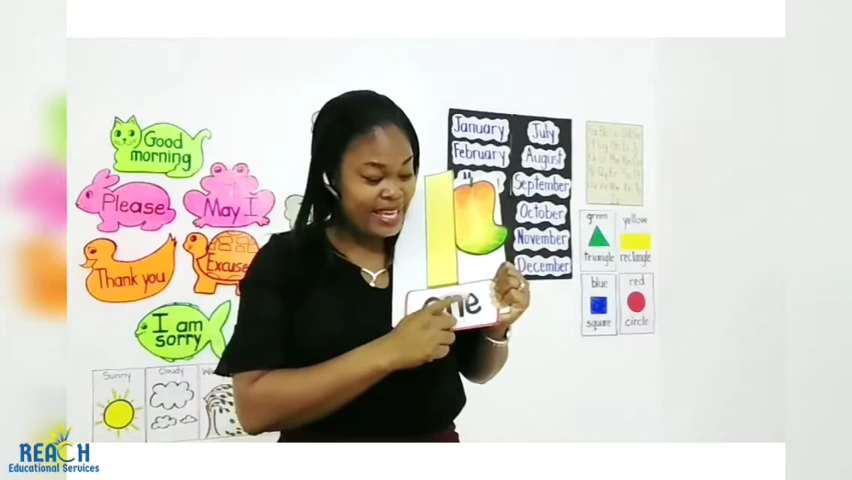 Good
morning
Please
May I
Thank you
Excuse
I am
sorry
Sunny
Cloudy
one
January
February
July
August
September
October
November
December
green
triangle
yellow
rectangle
blue
square
red
circle
REACH
Educational Services